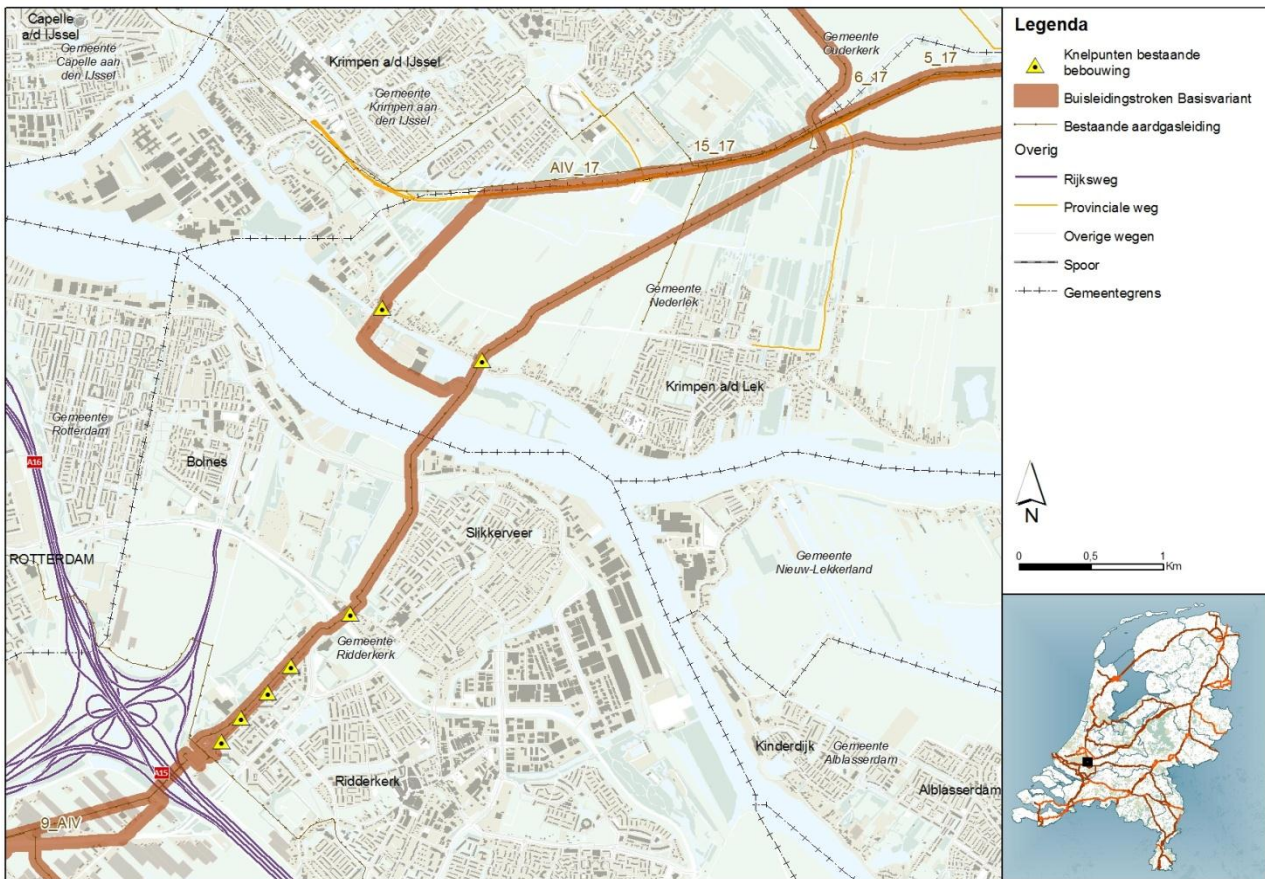 Capelle
a/d IJssel
Gemeente
Capelle aan
den IJssel
Krimpen a/d IJssel
Gemeente
Krimpen aan
den IJssel
Gemeente
Ouderkerk
5_17
6_17
15_17
AIV_17
Gemeente
Nederlek
Krimpen a/d Lek
Gemeente
Rotterdam
Bolnes
A16
Slikkerveer
ROTTERDAM
Gemeente
Nieuw-Lekkerland
Gemeente
Ridderkerk
Kinderdijk
Gemeente
Alblasserdam
Alblasserdam
A15
Ridderkerk
9_AIV
Legenda
Knelpunten bestaande
bebouwing
Buisleidingstroken Basisvariant
Bestaande aardgasleiding
Overig
Rijksweg
Provinciale weg
Overige wegen
Spoor
Gemeentegrens
N
0 0,5 1
Km